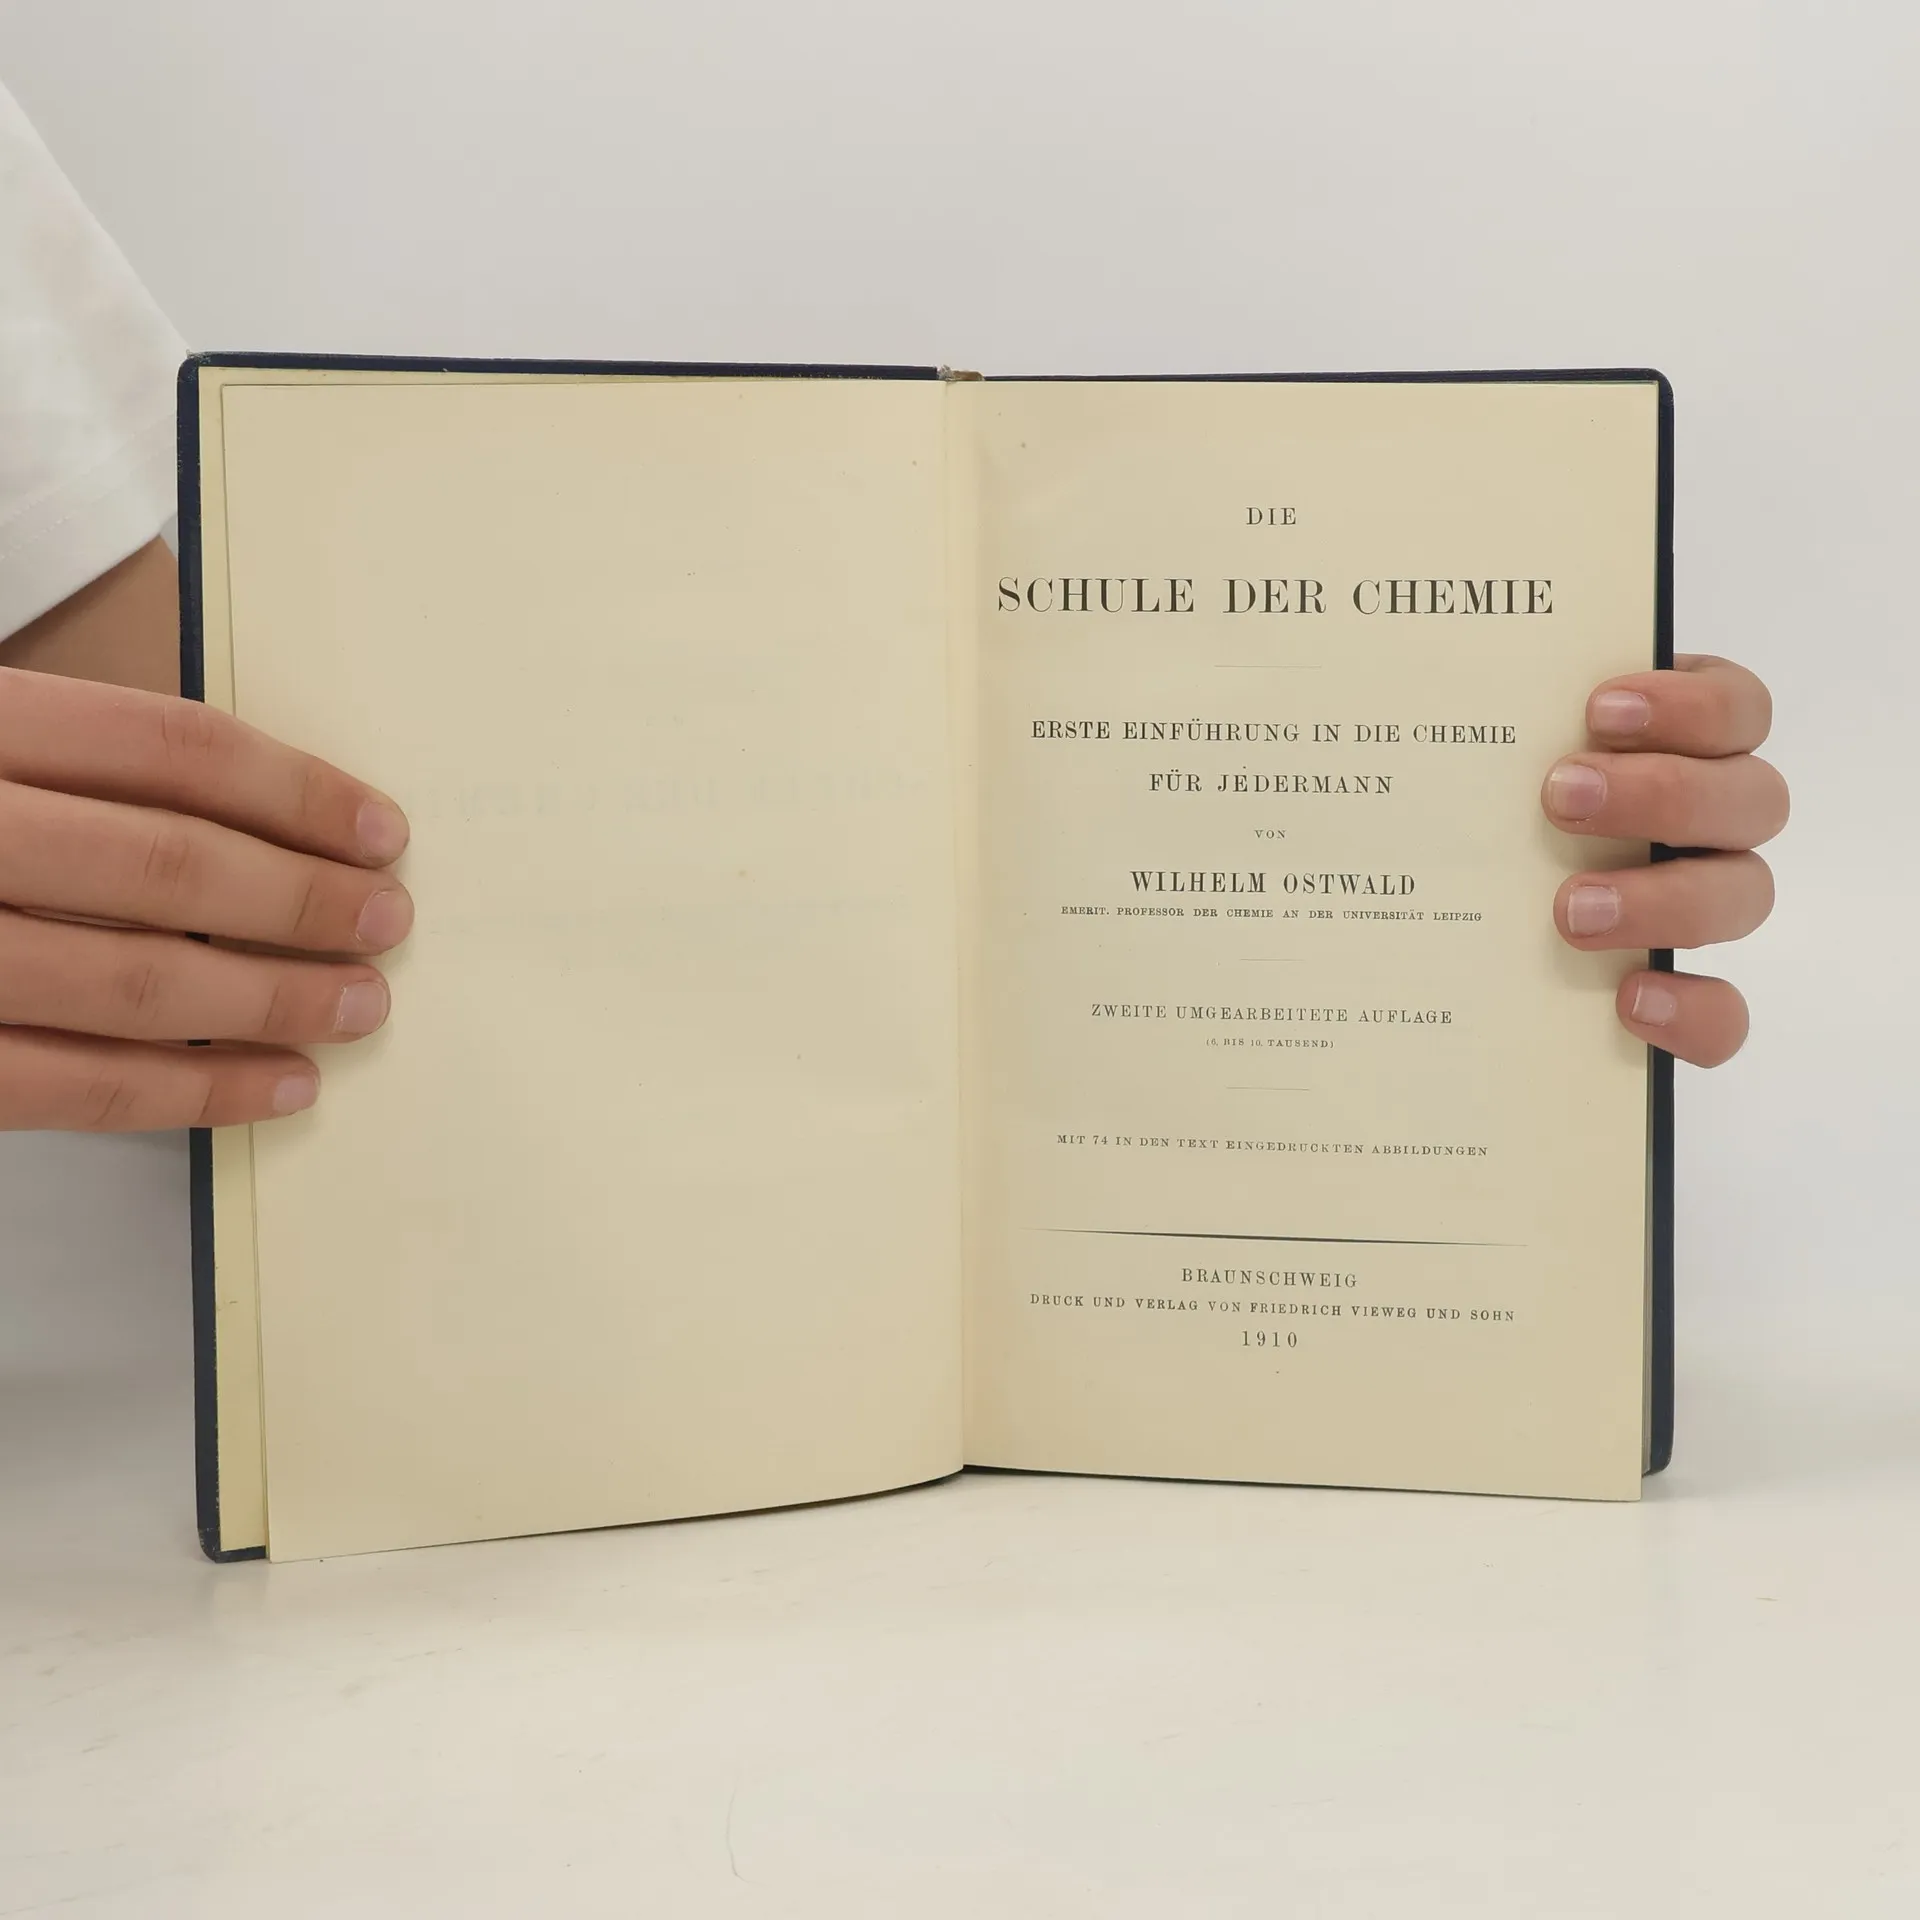 DIE
SCHULE DER CHEMIE
ERSTE EINFÜHRUNG IN DIE CHEMIE
FÜR JEDERMANN
VON
WILHELM OSTWALD
EMERIT. PROFESSOR DER CHEMIE AN DER UNIVERSITÄT LEIPZIG
ZWEITE UMGEARBEITETE AUFLAGE
(6. BIS 10. TAUSEND)
MIT 74 IN DEN TEXT EINGEDRUCKTEN ABBILDUNGEN
BRAUNSCHWEIG
DRUCK UND VERLAG VON FRIEDRICH VIEWEG UND SOHN
1910